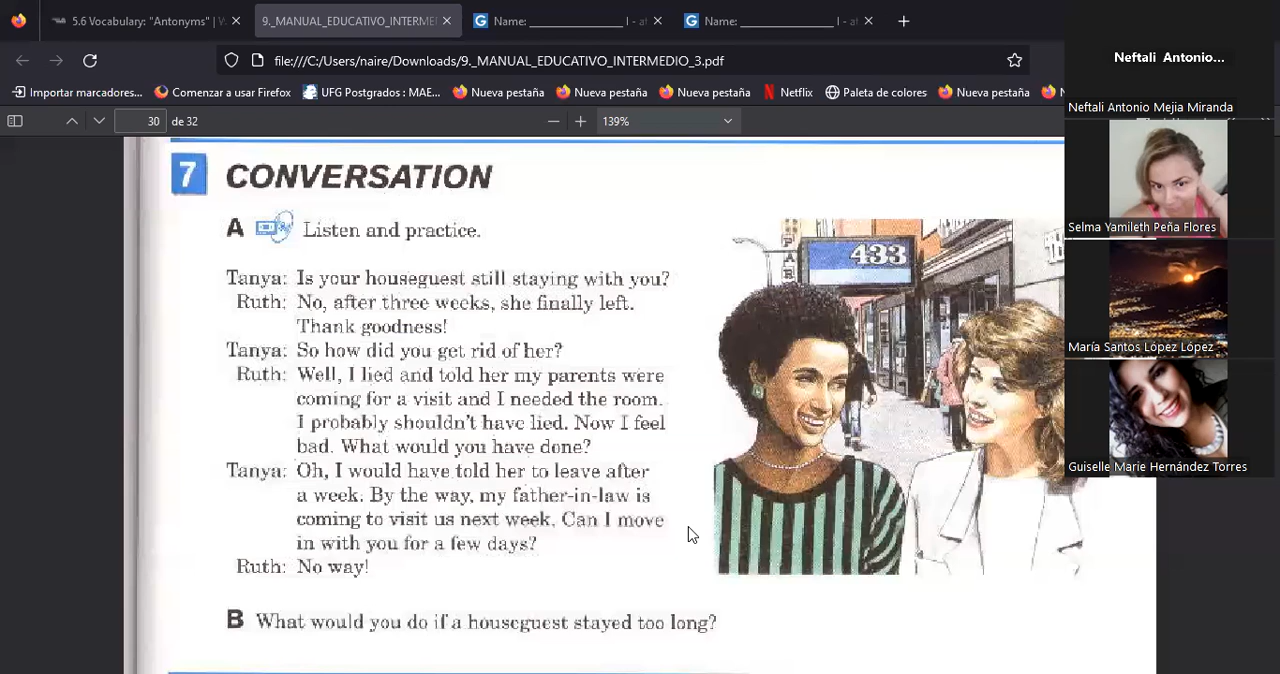 5.6 Vocabulary: "Antonyms" | V
9._MANUAL_EDUCATIVO_INTERMEDI
Name: ______________ I - at
Name: ______________ I - at
file:///C:/Users/naire/Downloads/9._MANUAL_EDUCATIVO_INTERMEDIO_3.pdf
Importar marcadores...
Comenzar a usar Firefox
UFG Postgrados : MAE...
Nueva pestaña
Nueva pestaña
Nueva pestaña
Netflix
Paleta de colores
Nueva pestaña
30 de 32
139%
7 CONVERSATION
A Listen and practice.
Tanya: Is your houseguest still staying with you?
Ruth: No, after three weeks, she finally left.
Thank goodness!
Tanya: So how did you get rid of her?
Ruth: Well, I lied and told her my parents were
coming for a visit and I needed the room.
I probably shouldn't have lied. Now I feel
bad. What would you have done?
Tanya: Oh, I would have told her to leave after
a week. By the way, my father-in-law is
coming to visit us next week. Can I move
in with you for a few days?
Ruth: No way!
B What would you do if a houseguest stayed too long?
433
Neftali Antonio...
Neftali Antonio Mejia Miranda
Selma Yamileth Peña Flores
María Santos López López
Guiselle Marie Hernández Torres